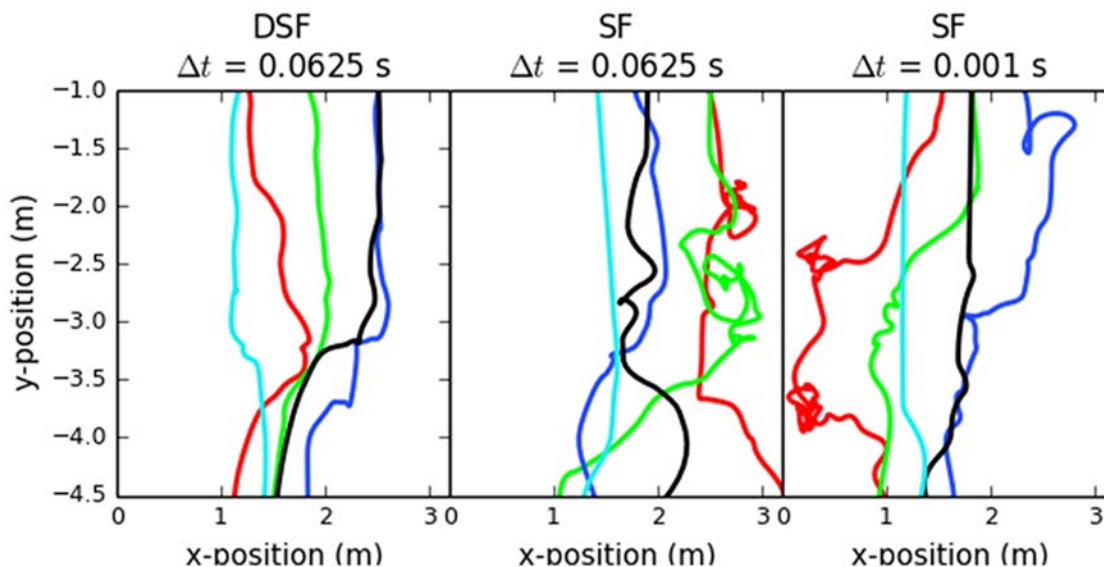 DSF SF SF
Δt = 0.0625 s Δt = 0.0625 s Δt = 0.001 s
−1.0
−1.5
−2.0
−2.5
−3.0
−3.5
−4.0
−4.5
y-position (m)
0 1 2 3 0 1 2 3 0 1 2 3
x-position (m) x-position (m) x-position (m)